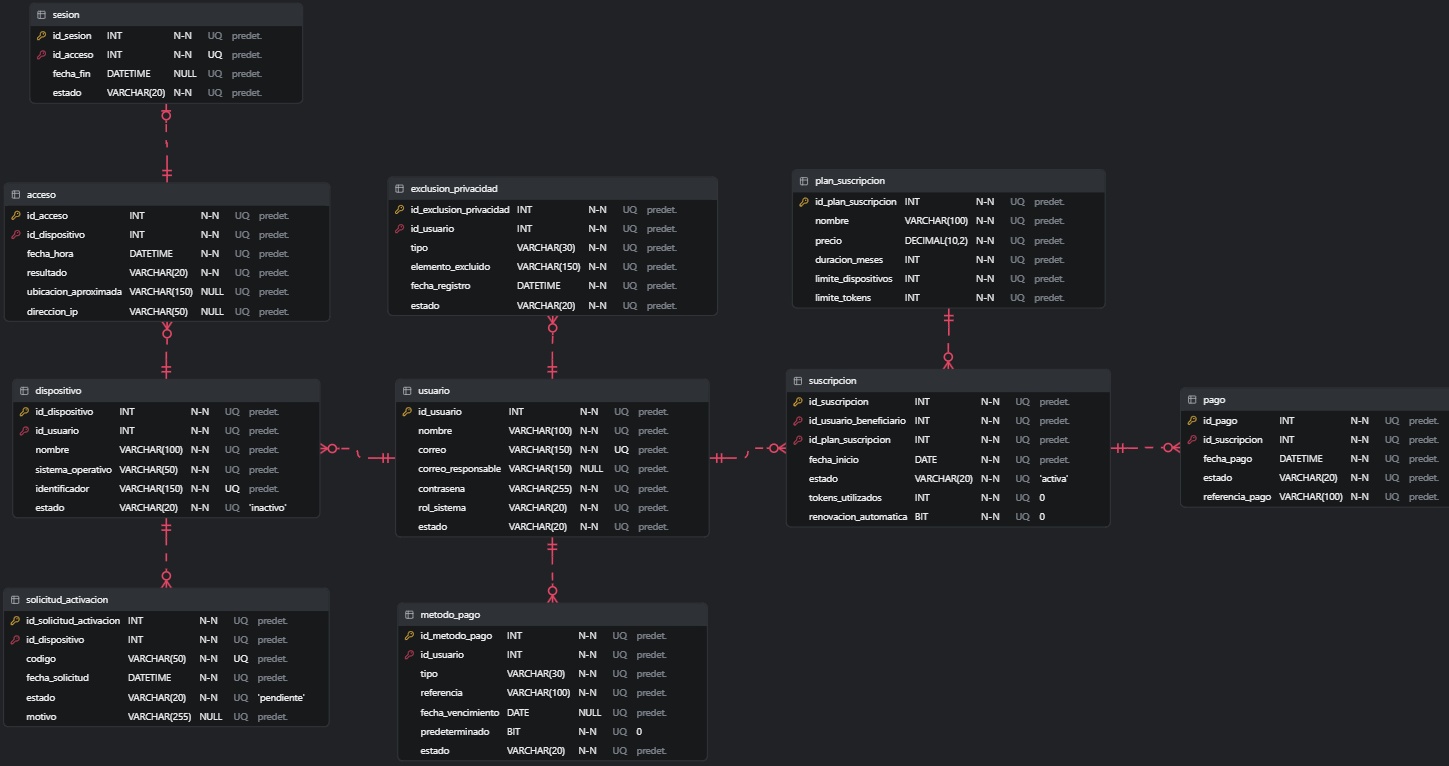 sesion
id_sesion INT N-N UQ predet.
id_acceso INT N-N UQ predet.
fecha_fin DATETIME NULL UQ predet.
estado VARCHAR(20) N-N UQ predet.
acceso
id_acceso INT N-N UQ predet.
id_dispositivo INT N-N UQ predet.
fecha_hora DATETIME N-N UQ predet.
resultado VARCHAR(20) N-N UQ predet.
ubicacion_aproximada VARCHAR(150) NULL UQ predet.
direccion_ip VARCHAR(50) NULL UQ predet.
exclusion_privacidad
id_exclusion_privacidad INT N-N UQ predet.
id_usuario INT N-N UQ predet.
tipo VARCHAR(30) N-N UQ predet.
elemento_excluido VARCHAR(150) N-N UQ predet.
fecha_registro DATETIME N-N UQ predet.
estado VARCHAR(20) N-N UQ predet.
plan_suscripcion
id_plan_suscripcion INT N-N UQ predet.
nombre VARCHAR(100) N-N UQ predet.
precio DECIMAL(10,2) N-N UQ predet.
duracion_meses INT N-N UQ predet.
limite_dispositivos INT N-N UQ predet.
limite_tokens INT N-N UQ predet.
dispositivo
id_dispositivo INT N-N UQ predet.
id_usuario INT N-N UQ predet.
nombre VARCHAR(100) N-N UQ predet.
sistema_operativo VARCHAR(50) N-N UQ predet.
identificador VARCHAR(150) N-N UQ predet.
estado VARCHAR(20) N-N UQ 'inactivo'
usuario
id_usuario INT N-N UQ predet.
nombre VARCHAR(100) N-N UQ predet.
correo VARCHAR(150) N-N UQ predet.
correo_responsable VARCHAR(150) NULL UQ predet.
contrasena VARCHAR(255) N-N UQ predet.
rol_sistema VARCHAR(20) N-N UQ predet.
estado VARCHAR(20) N-N UQ predet.
suscripcion
id_suscripcion INT N-N UQ predet.
id_usuario_beneficiario INT N-N UQ predet.
id_plan_suscripcion INT N-N UQ predet.
fecha_inicio DATE N-N UQ predet.
estado VARCHAR(20) N-N UQ 'activa'
tokens_utilizados INT N-N UQ 0
renovacion_automatica BIT N-N UQ 0
pago
id_pago INT N-N UQ predet.
id_suscripcion INT N-N UQ predet.
fecha_pago DATETIME N-N UQ predet.
estado VARCHAR(20) N-N UQ predet.
referencia_pago VARCHAR(100) N-N UQ predet.
solicitud_activacion
id_solicitud_activacion INT N-N UQ predet.
id_dispositivo INT N-N UQ predet.
codigo VARCHAR(50) N-N UQ predet.
fecha_solicitud DATETIME N-N UQ predet.
estado VARCHAR(20) N-N UQ 'pendiente'
motivo VARCHAR(255) NULL UQ predet.
metodo_pago
id_metodo_pago INT N-N UQ predet.
id_usuario INT N-N UQ predet.
tipo VARCHAR(30) N-N UQ predet.
referencia VARCHAR(100) N-N UQ predet.
fecha_vencimiento DATE NULL UQ predet.
predeterminado BIT N-N UQ 0
estado VARCHAR(20) N-N UQ predet.